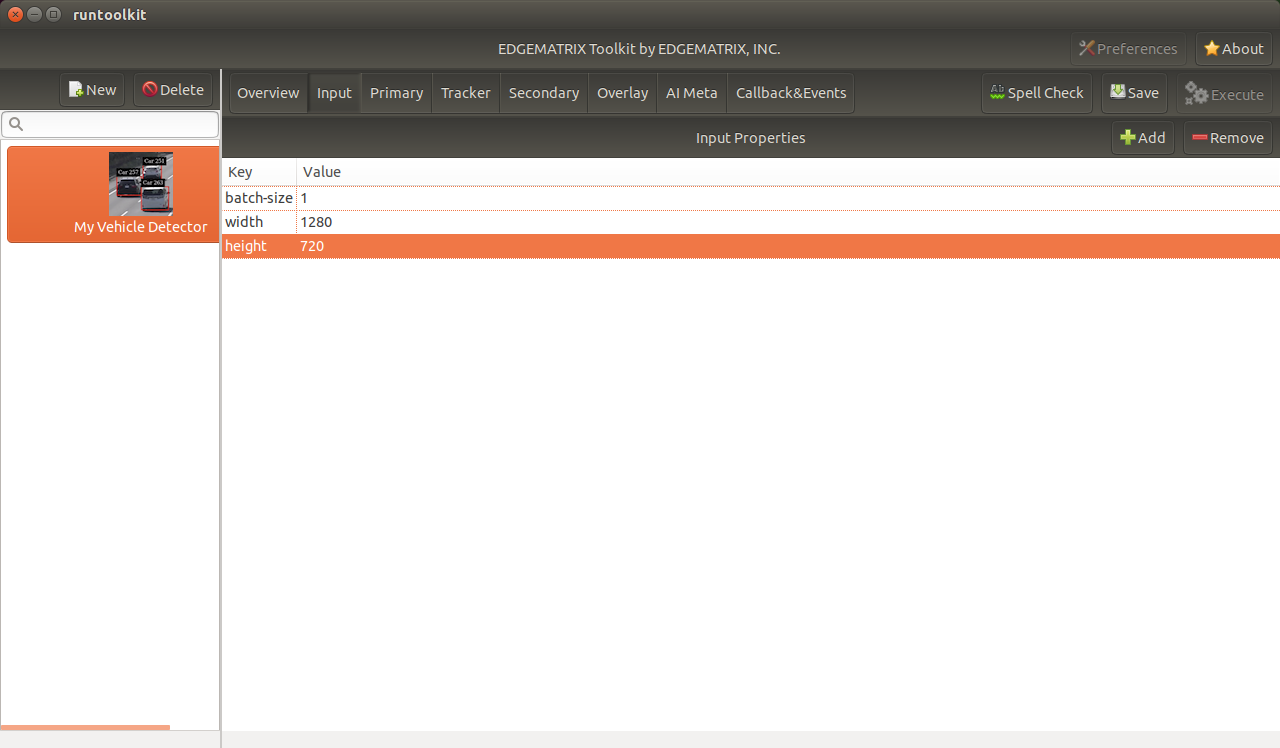 runtoolkit
EDGEMATRIX Toolkit by EDGEMATRIX, INC.
Preferences
About
New
Delete
Overview
Input
Primary
Tracker
Secondary
Overlay
AI Meta
Callback&Events
Spell Check
Save
Execute
Input Properties
Add
Remove
Car 251
Car 257
Car 263
My Vehicle Detector
Key Value
batch-size 1
width 1280
height 720